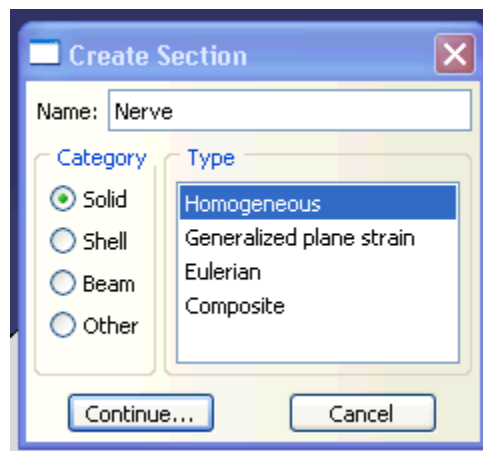 Create Section
Name: Nerve
Category
Type
Solid
Shell
Beam
Other
Homogeneous
Generalized plane strain
Eulerian
Composite
Continue...
Cancel